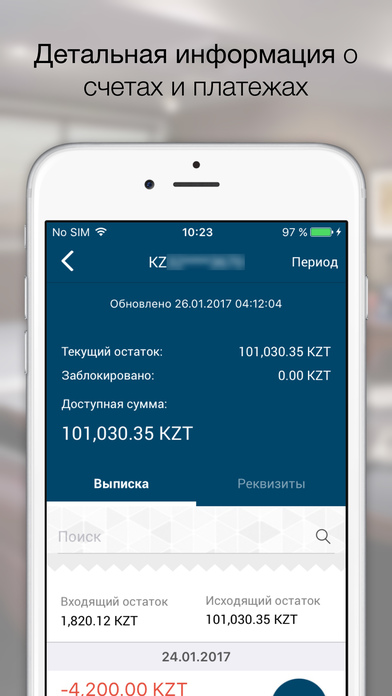 Детальная информация о
счетах и платежах
No SIM 10:23 97 %
KZ Период
Обновлено 26.01.2017 04:12:04
Текущий остаток: 101,030.35 KZT
Заблокировано: 0.00 KZT
Доступная сумма:
101,030.35 KZT
Выписка Реквизиты
Поиск
Входящий остаток Исходящий остаток
1,820.12 KZT 101,030.35 KZT
24.01.2017
-4,200.00 KZT